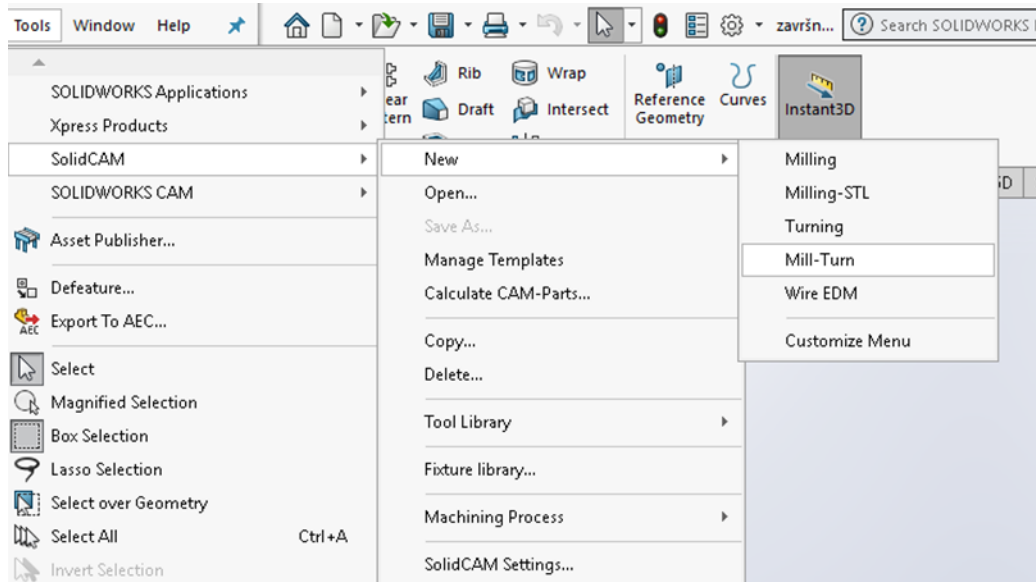 Tools Window Help
završn... Search SOLIDWORKS
Rib Wrap
Draft Intersect
Reference Geometry
Curves
Instant3D
SOLIDWORKS Applications
Xpress Products
SolidCAM
SOLIDWORKS CAM
Asset Publisher...
Defeature...
Export To AEC...
AEC
Select
Magnified Selection
Box Selection
Lasso Selection
Select over Geometry
Select All Ctrl+A
Invert Selection
New
Open...
Save As...
Manage Templates
Calculate CAM-Parts...
Copy...
Delete...
Tool Library
Fixture library...
Machining Process
SolidCAM Settings...
Milling
Milling-STL
Turning
Mill-Turn
Wire EDM
Customize Menu